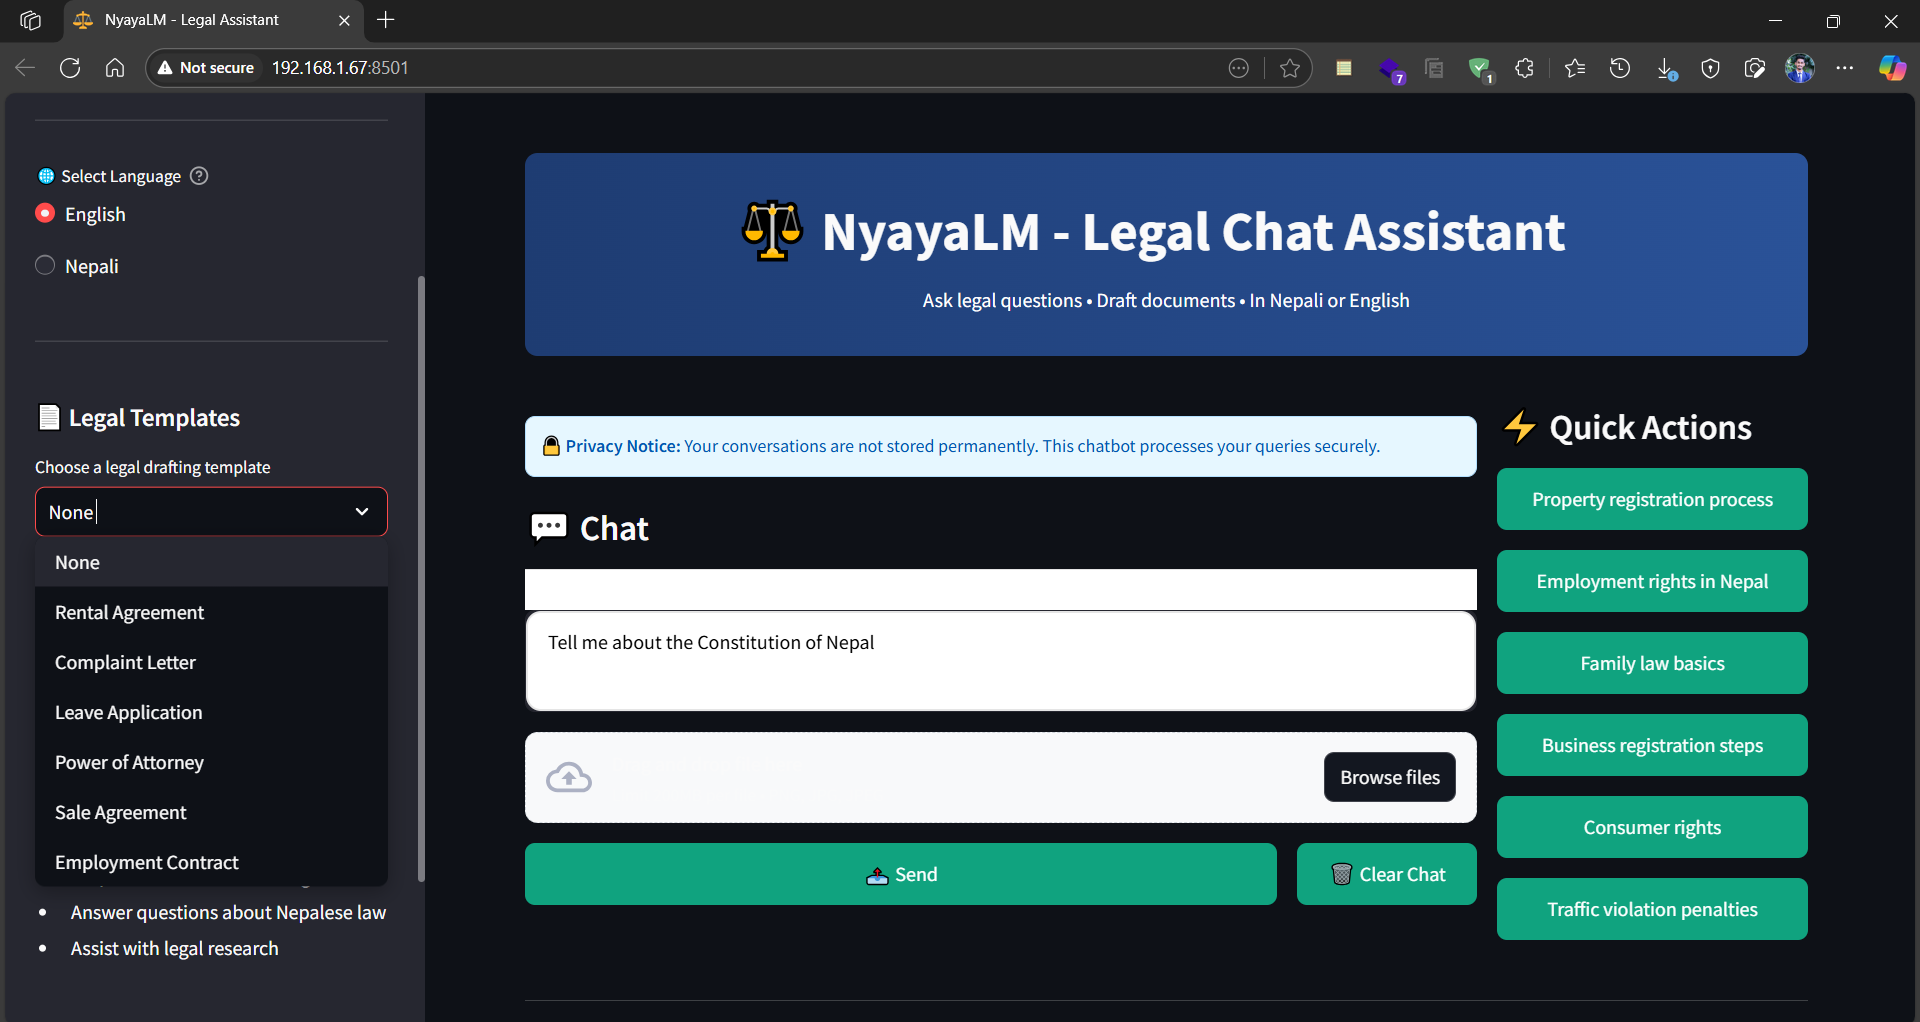 NyayaLM - Legal Assistant
Not secure
192.168.1.67:8501
7
1
Select Language
English
Nepali
Legal Templates
Choose a legal drafting template
None
None
Rental Agreement
Complaint Letter
Leave Application
Power of Attorney
Sale Agreement
Employment Contract
Answer questions about Nepalese law
Assist with legal research
NyayaLM - Legal Chat Assistant
Ask legal questions • Draft documents • In Nepali or English
Privacy Notice: Your conversations are not stored permanently. This chatbot processes your queries securely.
Chat
Tell me about the Constitution of Nepal
Browse files
Send
Clear Chat
Quick Actions
Property registration process
Employment rights in Nepal
Family law basics
Business registration steps
Consumer rights
Traffic violation penalties